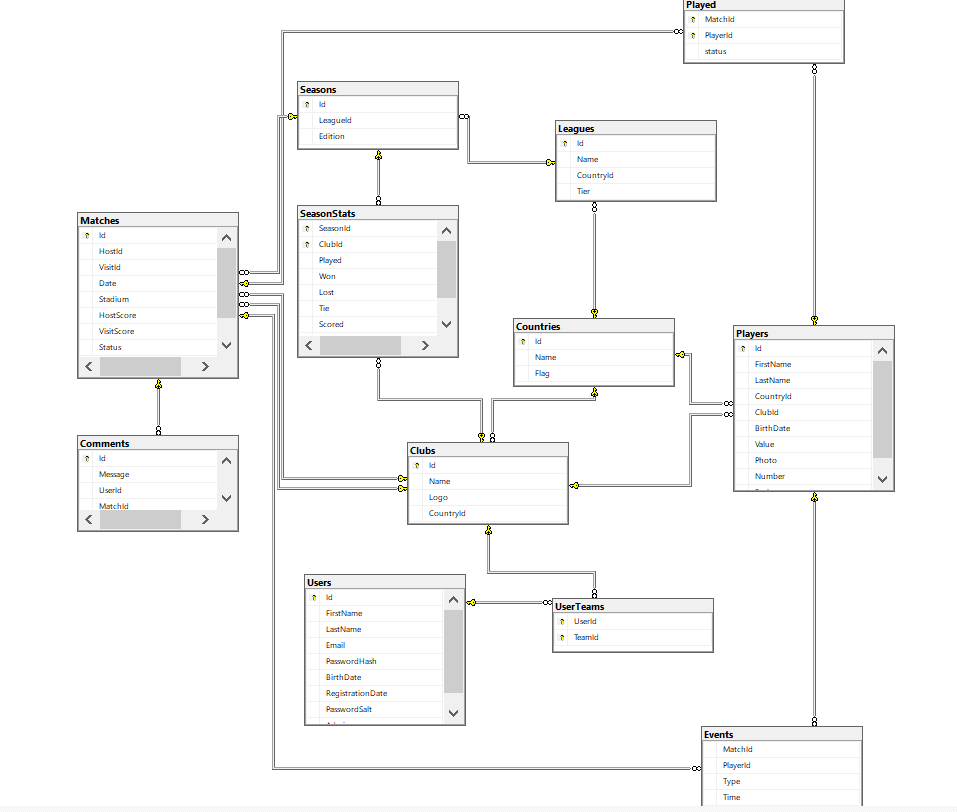 Played
MatchId
PlayerId
status
Seasons
Id
LeagueId
Edition
Leagues
Id
Name
CountryId
Tier
SeasonStats
SeasonId
ClubId
Played
Won
Lost
Tie
Scored
Matches
Id
HostId
VisitId
Date
Stadium
HostScore
VisitScore
Status
Countries
Id
Name
Flag
Players
Id
FirstName
LastName
CountryId
ClubId
BirthDate
Value
Photo
Number
Comments
Id
Message
UserId
MatchId
Clubs
Id
Name
Logo
CountryId
Users
Id
FirstName
LastName
Email
PasswordHash
BirthDate
RegistrationDate
PasswordSalt
UserTeams
UserId
TeamId
Events
MatchId
PlayerId
Type
Time